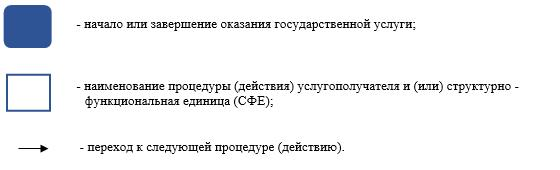 - начало или завершение оказания государственной услуги;
- наименование процедуры (действия) услугополучателя и (или) структурно -
функциональная единица (СФЕ);
- переход к следующей процедуре (действию).